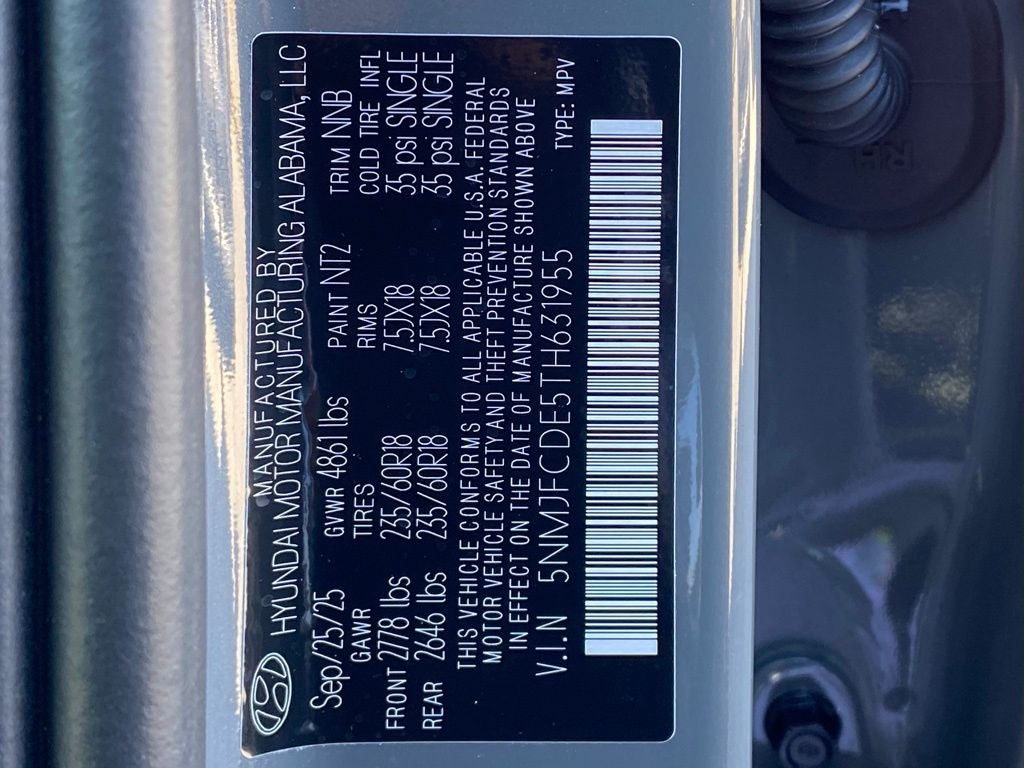 MANUFACTURED BY
HYUNDAI MOTOR MANUFACTURING ALABAMA, LLC
Sep/25/25 GVWR 4861 lbs PAINT NT2 TRIM NNB
GAWR TIRES RIMS COLD TIRE INFL
FRONT 2778 lbs 235/60R18 7.5JX18 35 psi SINGLE
REAR 2646 lbs 235/60R18 7.5JX18 35 psi SINGLE
THIS VEHICLE CONFORMS TO ALL APPLICABLE U.S.A. FEDERAL
MOTOR VEHICLE SAFETY AND THEFT PREVENTION STANDARDS
IN EFFECT ON THE DATE OF MANUFACTURE SHOWN ABOVE
V.I.N 5NMJFCDE5TH631955 TYPE: MPV
RH